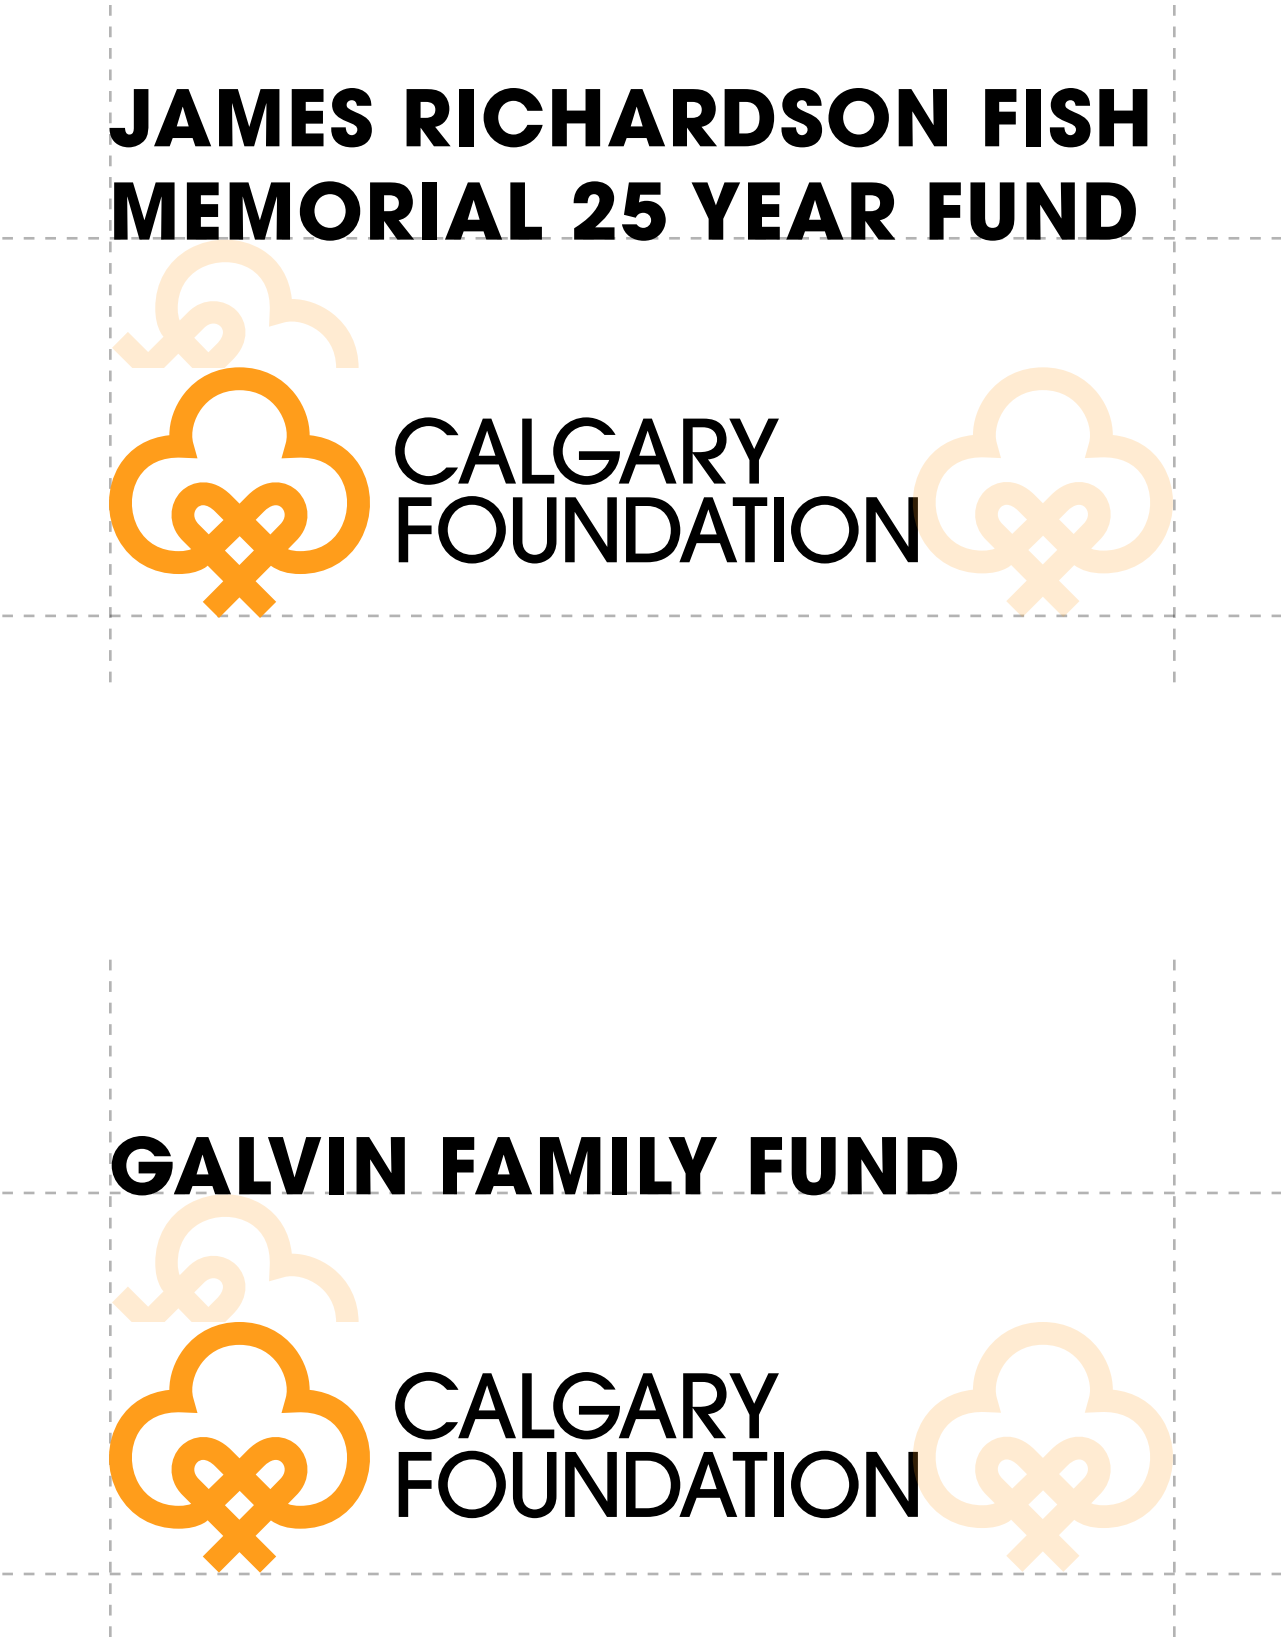 JAMES RICHARDSON FISH
MEMORIAL 25 YEAR FUND
CALGARY
FOUNDATION
GALVIN FAMILY FUND
CALGARY
FOUNDATION